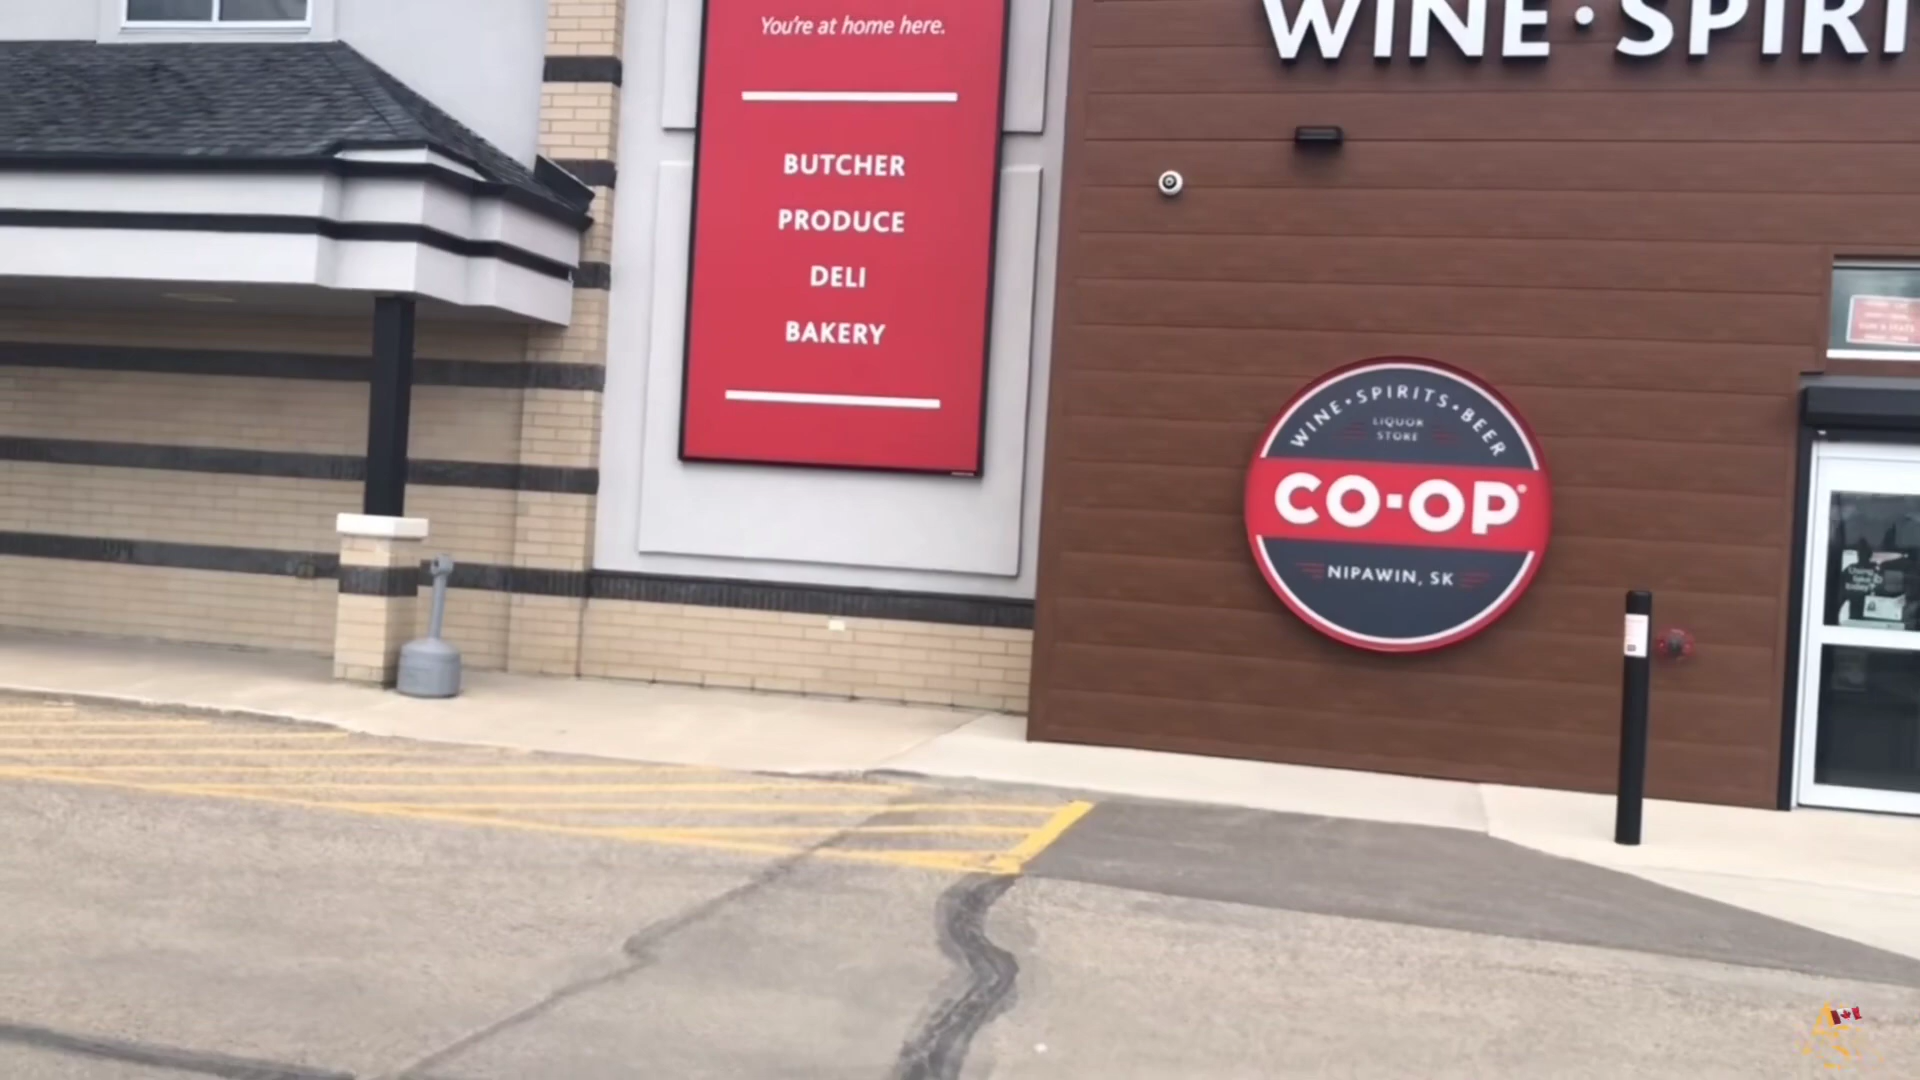 You're at home here.
BUTCHER
PRODUCE
DELI
BAKERY
WINE • SPIRI
WINE • SPIRITS • BEER
LIQUOR
STORE
CO-OP®
NIPAWIN, SK